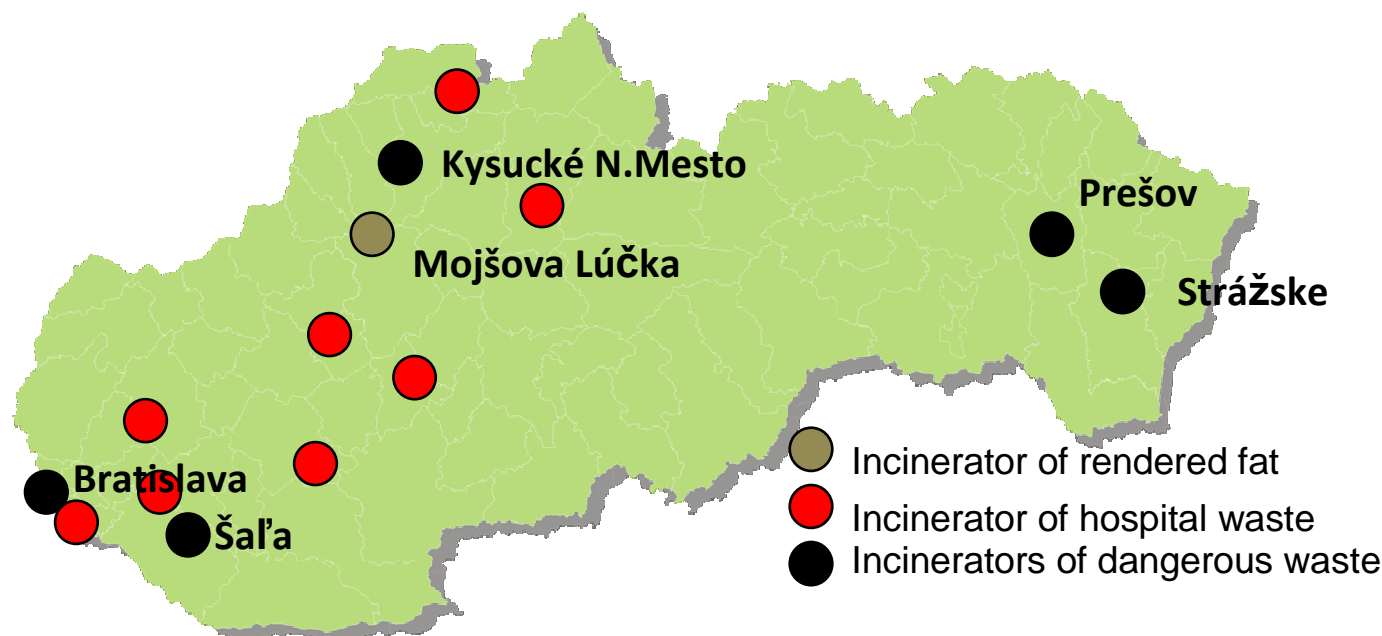 Kysucké N.Mesto
Prešov
Mojšova Lúčka
Strážske
Bratislava
Šaľa
Incinerator of rendered fat
Incinerator of hospital waste
Incinerators of dangerous waste